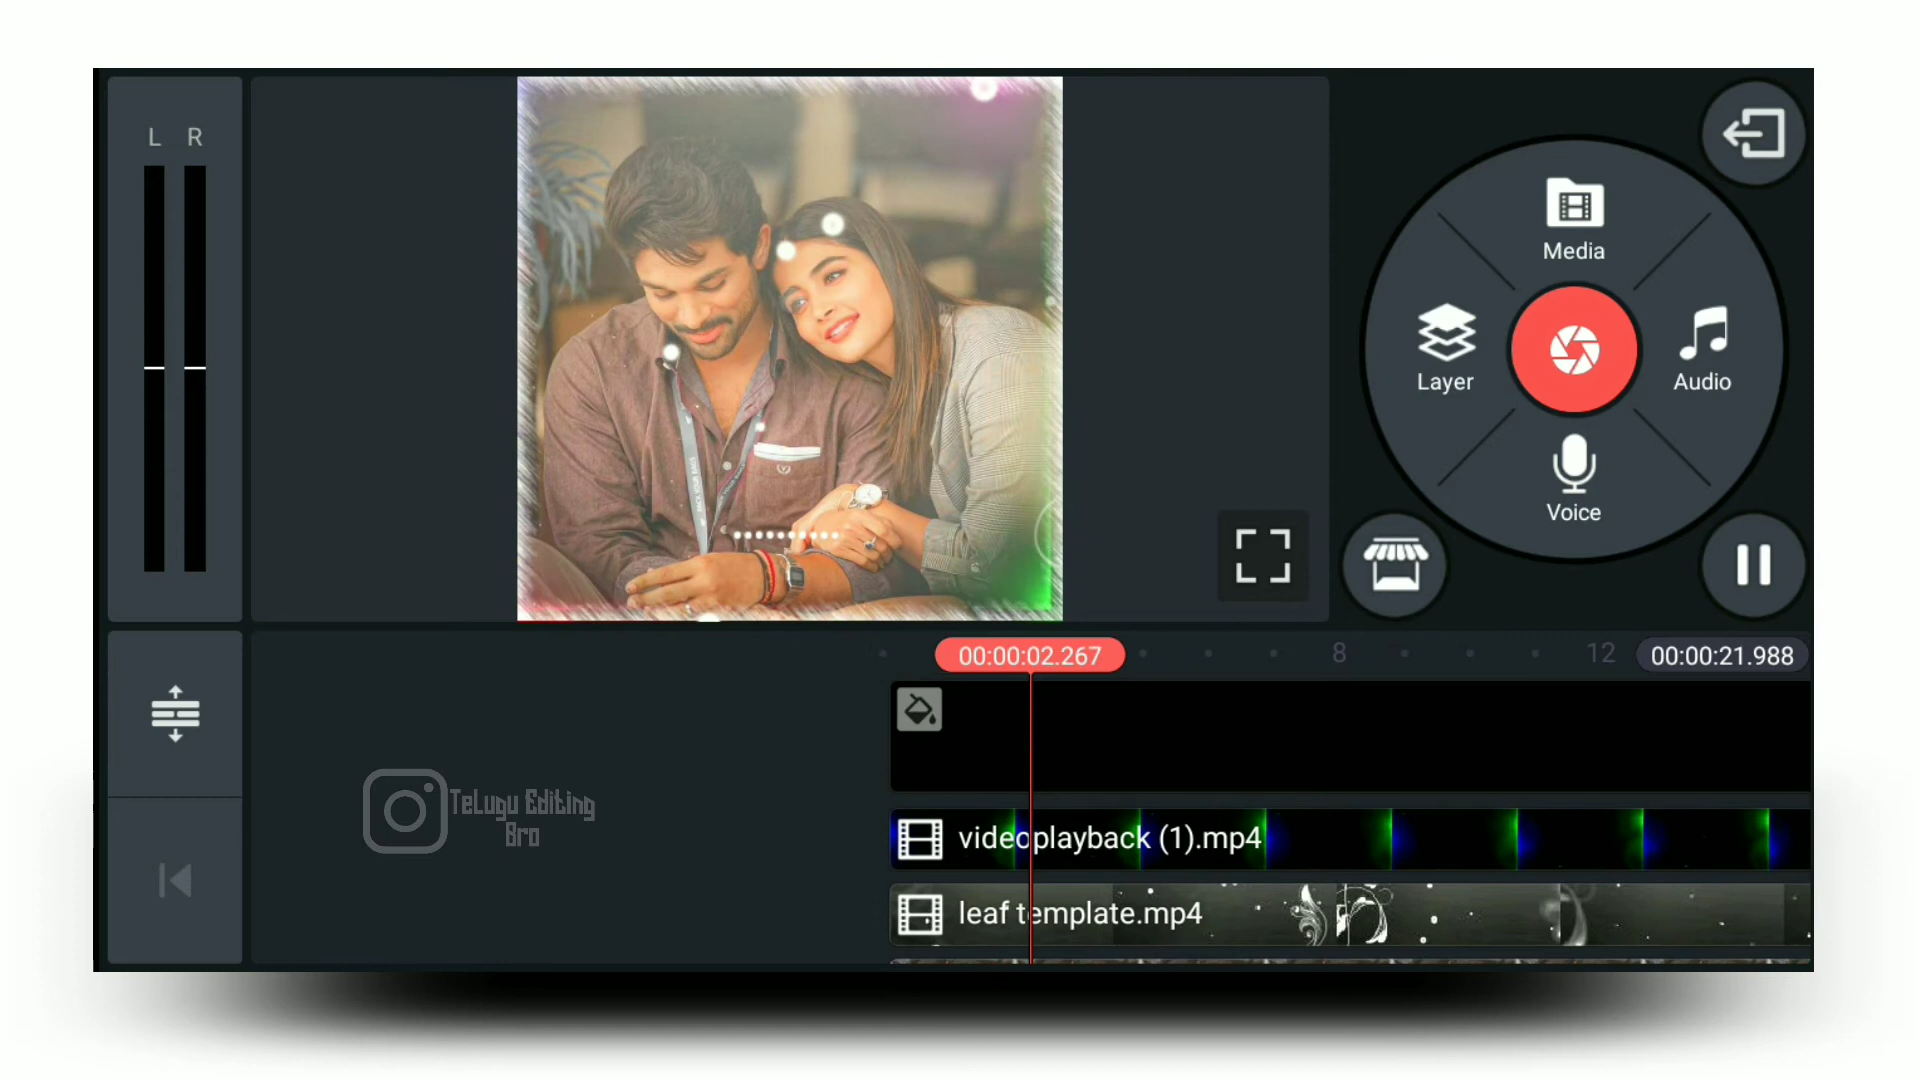 L R
Media
Layer
Audio
Voice
00:00:02.267
8
12
00:00:21.988
videoplayback (1).mp4
leaf template.mp4
TeLugu Editing
Bro